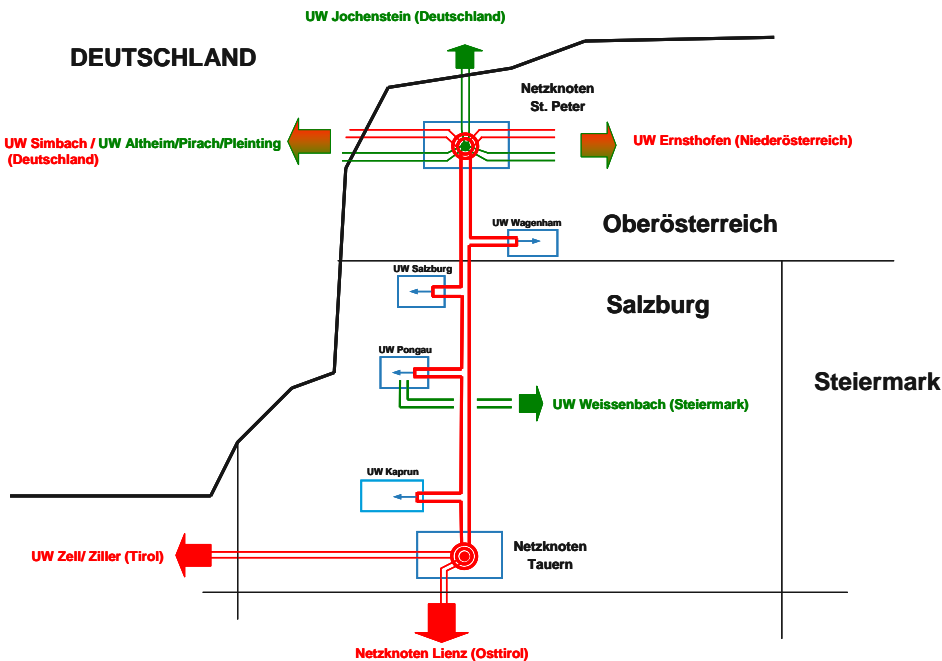 UW Jochenstein (Deutschland)
DEUTSCHLAND
Netzknoten
St. Peter
UW Simbach / UW Altheim/Pirach/Pleinting
(Deutschland)
UW Ernsthofen (Niederösterreich)
UW Wagenham
Oberösterreich
UW Salzburg
Salzburg
UW Pongau
Steiermark
UW Weissenbach (Steiermark)
UW Kaprun
Netzknoten
Tauern
UW Zell/ Ziller (Tirol)
Netzknoten Lienz (Osttirol)